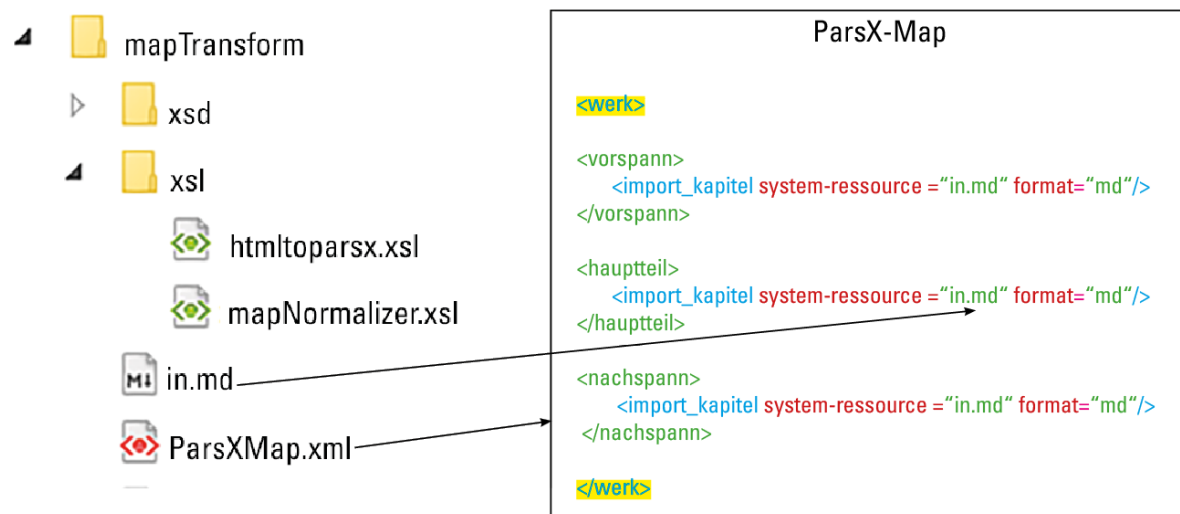 mapTransform
xsd
xsl
htmltoparsx.xsl
mapNormalizer.xsl
M↓ in.md
ParsXMap.xml
ParsX-Map
<werk>
<vorspann>
<import_kapitel system-ressource =“in.md“ format=“md“/>
</vorspann>
<hauptteil>
<import_kapitel system-ressource =“in.md“ format=“md“/>
</hauptteil>
<nachspann>
<import_kapitel system-ressource =“in.md“ format=“md“/>
</nachspann>
</werk>